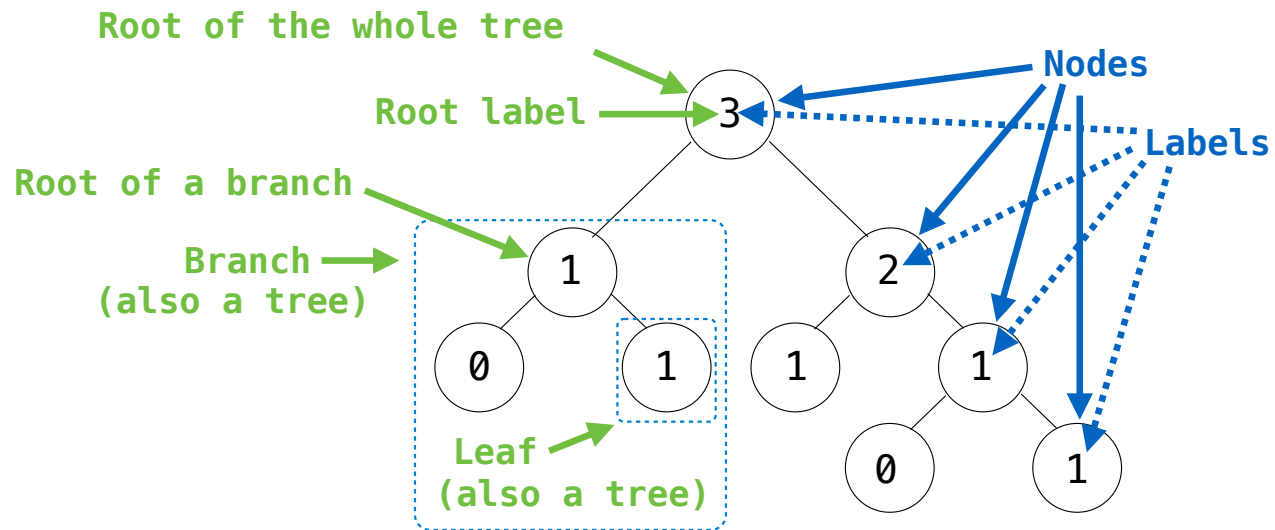 Root of the whole tree
Nodes
Root label
3
Labels
Root of a branch
Branch
(also a tree)
1
2
0
1
1
1
Leaf
(also a tree)
0
1